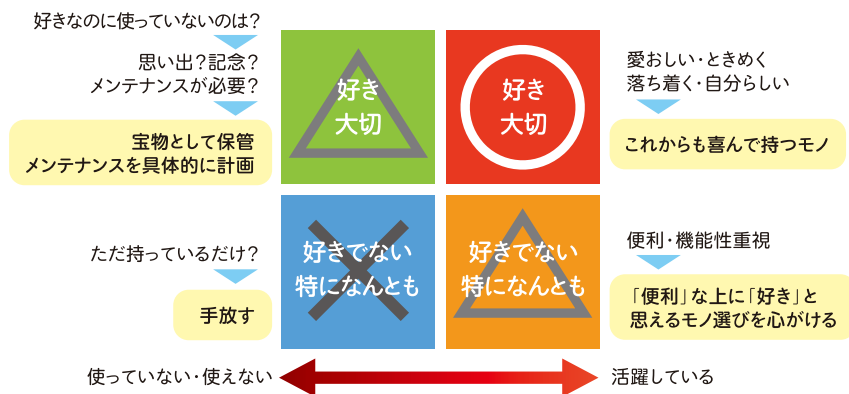 好きなのに使っていないのは?
思い出?記念?
メンテナンスが必要?
宝物として保管
メンテナンスを具体的に計画
好き
大切
好き
大切
愛おしい・ときめく
落ち着く・自分らしい
これからも喜んで持つモノ
ただ持っているだけ?
手放す
好きでない
特になんとも
好きでない
特になんとも
便利・機能性重視
「便利」な上に「好き」と
思えるモノ選びを心がける
使っていない・使えない
活躍している